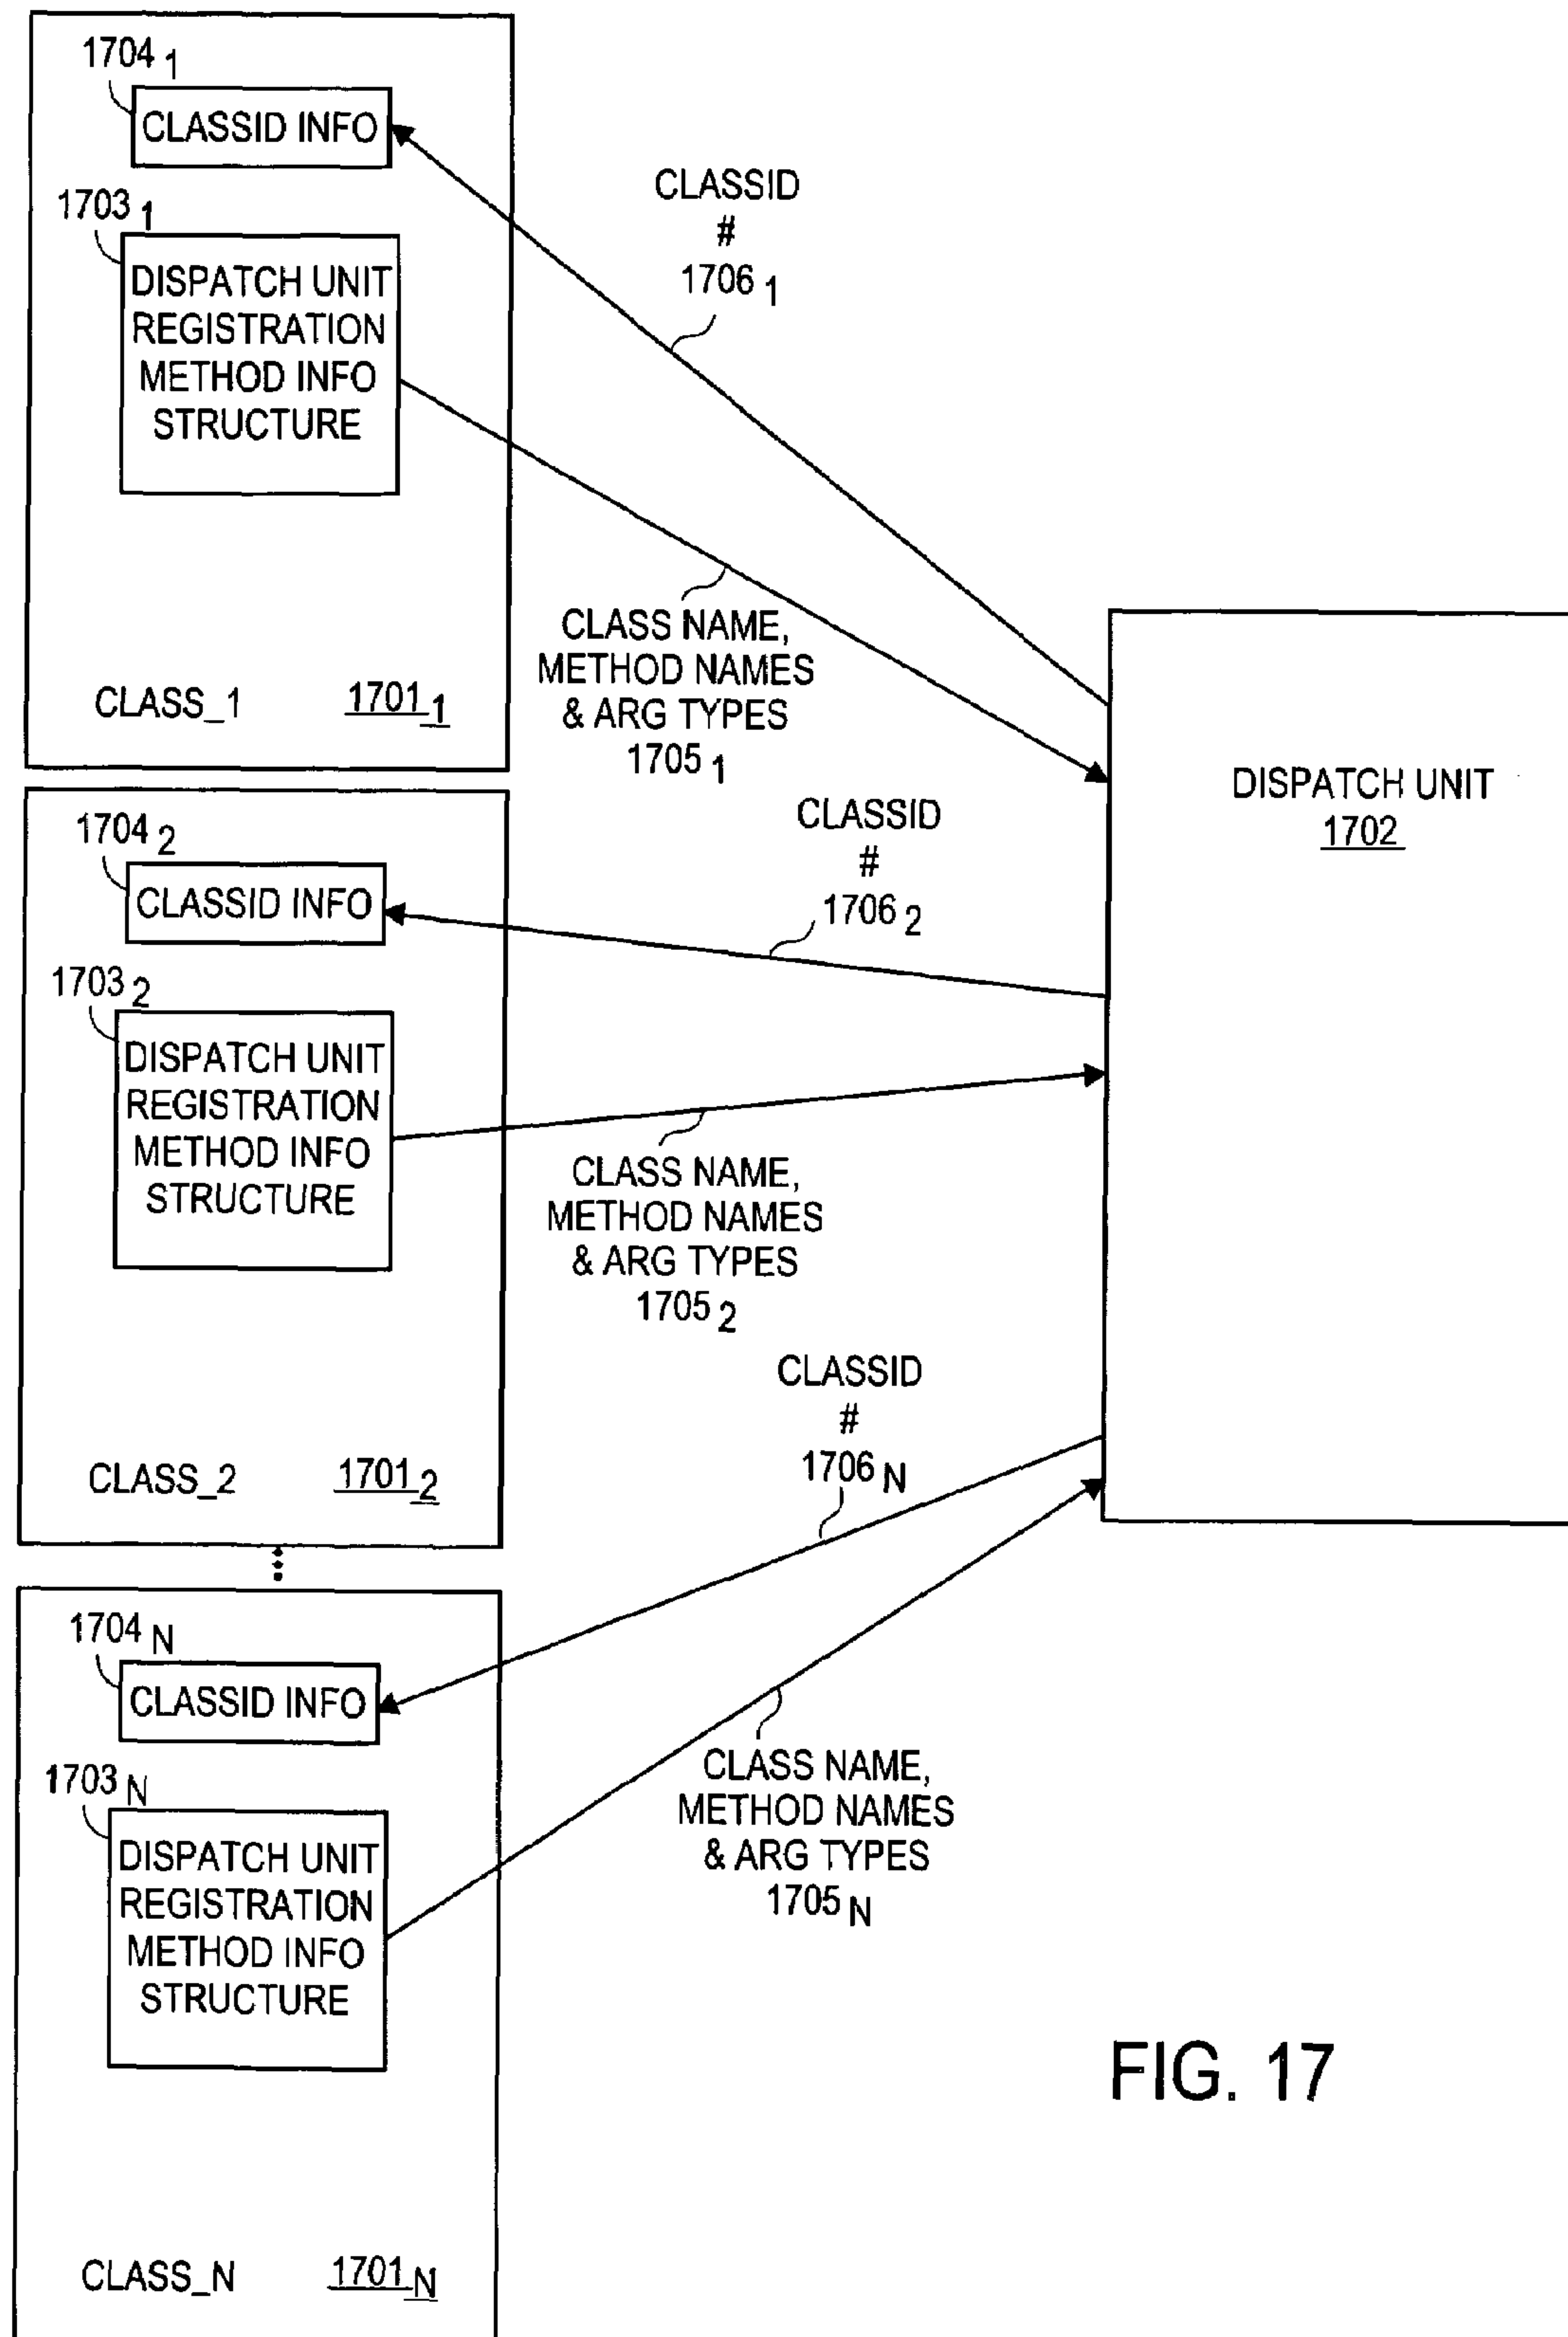 1704 1
CLASSID INFO
1703 1
DISPATCH UNIT
REGISTRATION
METHOD INFO
STRUCTURE
CLASS_1 1701 1
CLASSID
#
1706 1
CLASS NAME,
METHOD NAMES
& ARG TYPES
1705 1
DISPATCH UNIT
1702
1704 2
CLASSID INFO
1703 2
DISPATCH UNIT
REGISTRATION
METHOD INFO
STRUCTURE
CLASS_2 1701 2
CLASSID
#
1706 2
CLASS NAME,
METHOD NAMES
& ARG TYPES
1705 2
CLASSID
#
1706 N
1704 N
CLASSID INFO
1703 N
DISPATCH UNIT
REGISTRATION
METHOD INFO
STRUCTURE
CLASS_N 1701 N
CLASS NAME,
METHOD NAMES
& ARG TYPES
1705 N
FIG. 17